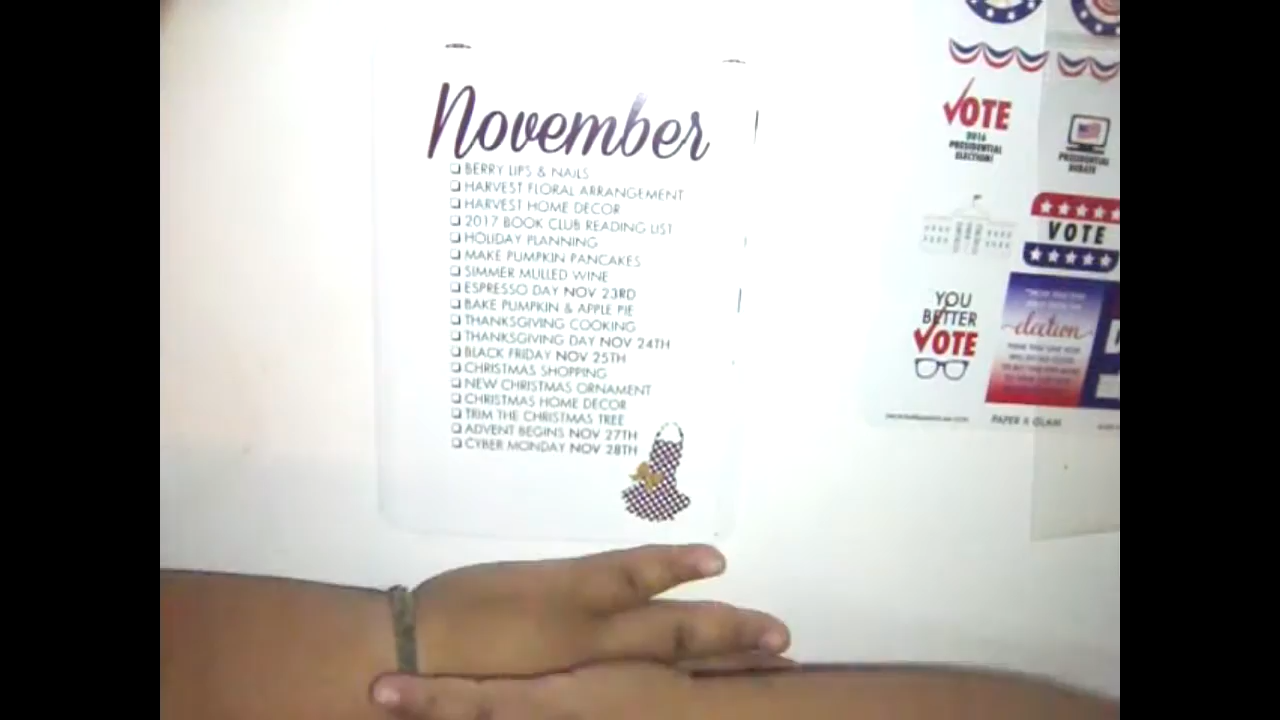 November
BERRY LIPS & NAILS
HARVEST FLORAL ARRANGEMENT
HARVEST HOME DECOR
2017 BOOK CLUB READING LIST
HOLIDAY PLANNING
MAKE PUMPKIN PANCAKES
SIMMER MULLED WINE
ESPRESSO DAY NOV 23RD
BAKE PUMPKIN & APPLE PIE
THANKSGIVING COOKING
THANKSGIVING DAY NOV 24TH
BLACK FRIDAY NOV 25TH
CHRISTMAS SHOPPING
NEW CHRISTMAS ORNAMENT
CHRISTMAS HOME DECOR
TRIM THE CHRISTMAS TREE
ADVENT BEGINS NOV 27TH
CYBER MONDAY NOV 28TH
VOTE
2016
PRESIDENTIAL
ELECTION!
PRESIDENTIAL
DEBATE
VOTE
YOU
BETTER
VOTE
election
PAPER & GLAM